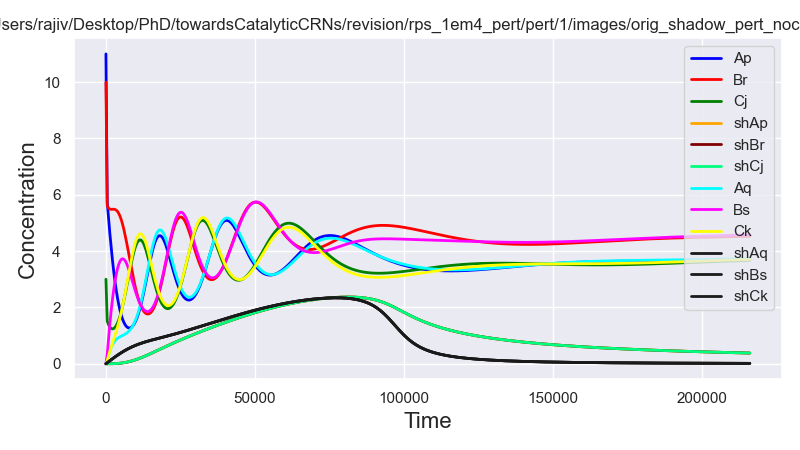 Users/rajiv/Desktop/PhD/towardsCatalyticCRNs/revision/rps_1em4_pert/pert/1/images/orig_shadow_pert_noc
Ap
Br
Cj
shAp
shBr
shCj
Aq
Bs
Ck
shAq
shBs
shCk
10
8
6
4
2
0
Concentration
0
50000
100000
150000
200000
Time